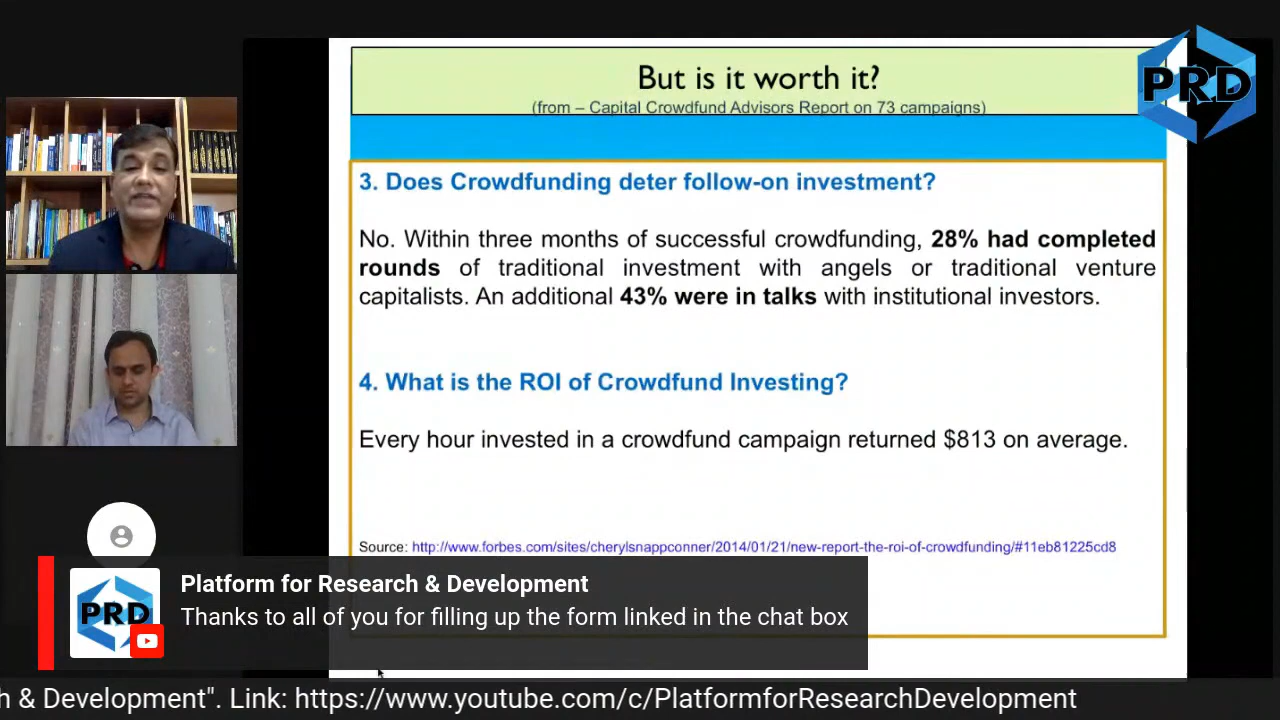 But is it worth it?
(from – Capital Crowdfund Advisors Report on 73 campaigns)
PRD
3. Does Crowdfunding deter follow-on investment?
No. Within three months of successful crowdfunding, 28% had completed
rounds of traditional investment with angels or traditional venture
capitalists. An additional 43% were in talks with institutional investors.
4. What is the ROI of Crowdfund Investing?
Every hour invested in a crowdfund campaign returned $813 on average.
Source: http://www.forbes.com/sites/cherylsnappconner/2014/01/21/new-report-the-roi-of-crowdfunding/#11eb81225cd8
PRD
Platform for Research & Development
Thanks to all of you for filling up the form linked in the chat box
h & Development". Link: https://www.youtube.com/c/PlatformforResearchDevelopment